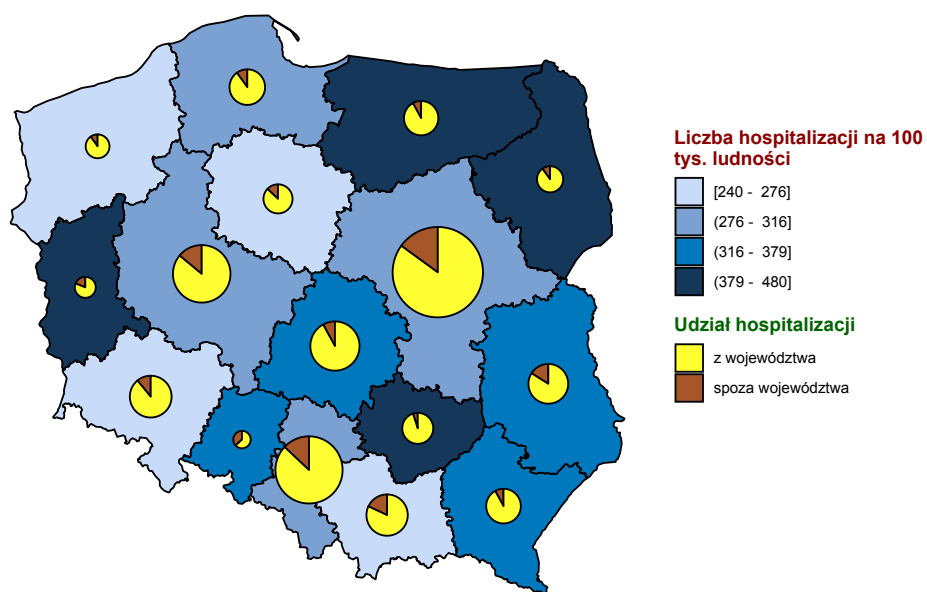 Liczba hospitalizacji na 100
tys. ludności
[240 - 276]
(276 - 316]
(316 - 379]
(379 - 480]
Udział hospitalizacji
z województwa
spoza województwa